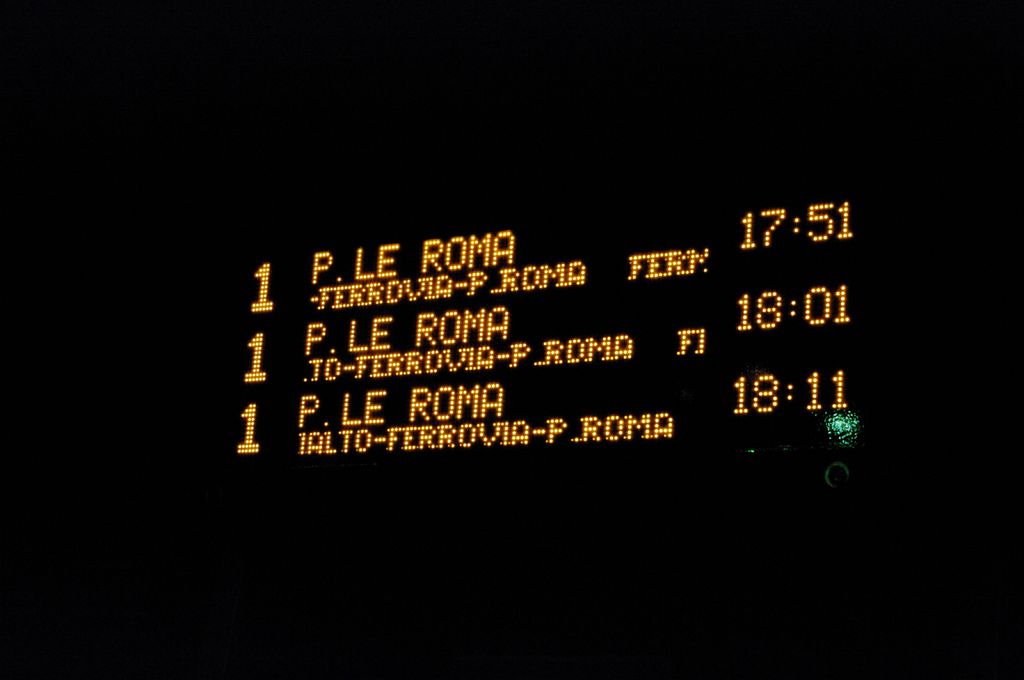 1 P.LE ROMA 17:51
-FERROVIA-P.ROMA FERM
1 P.LE ROMA 18:01
TO-FERROVIA-P.ROMA
1 P.LE ROMA 18:11
IALTO-FERROVIA-P.ROMA